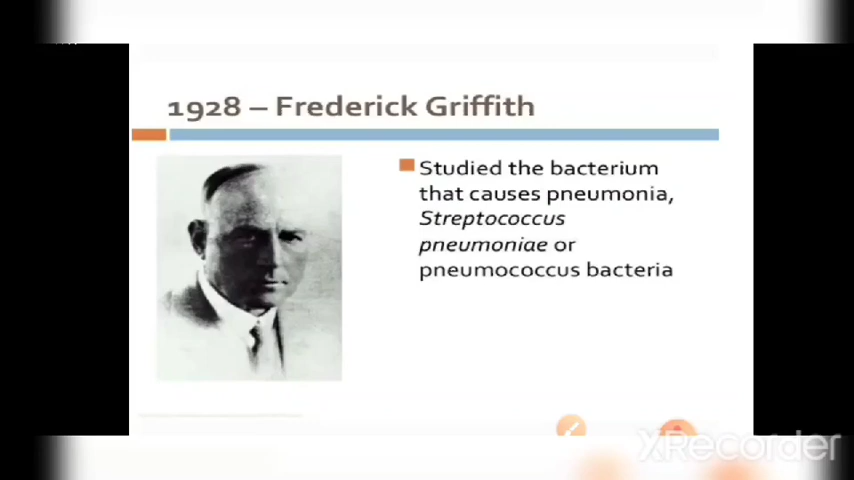 1928 – Frederick Griffith
Studied the bacterium
that causes pneumonia,
Streptococcus
pneumoniae or
pneumococcus bacteria
XRecorder